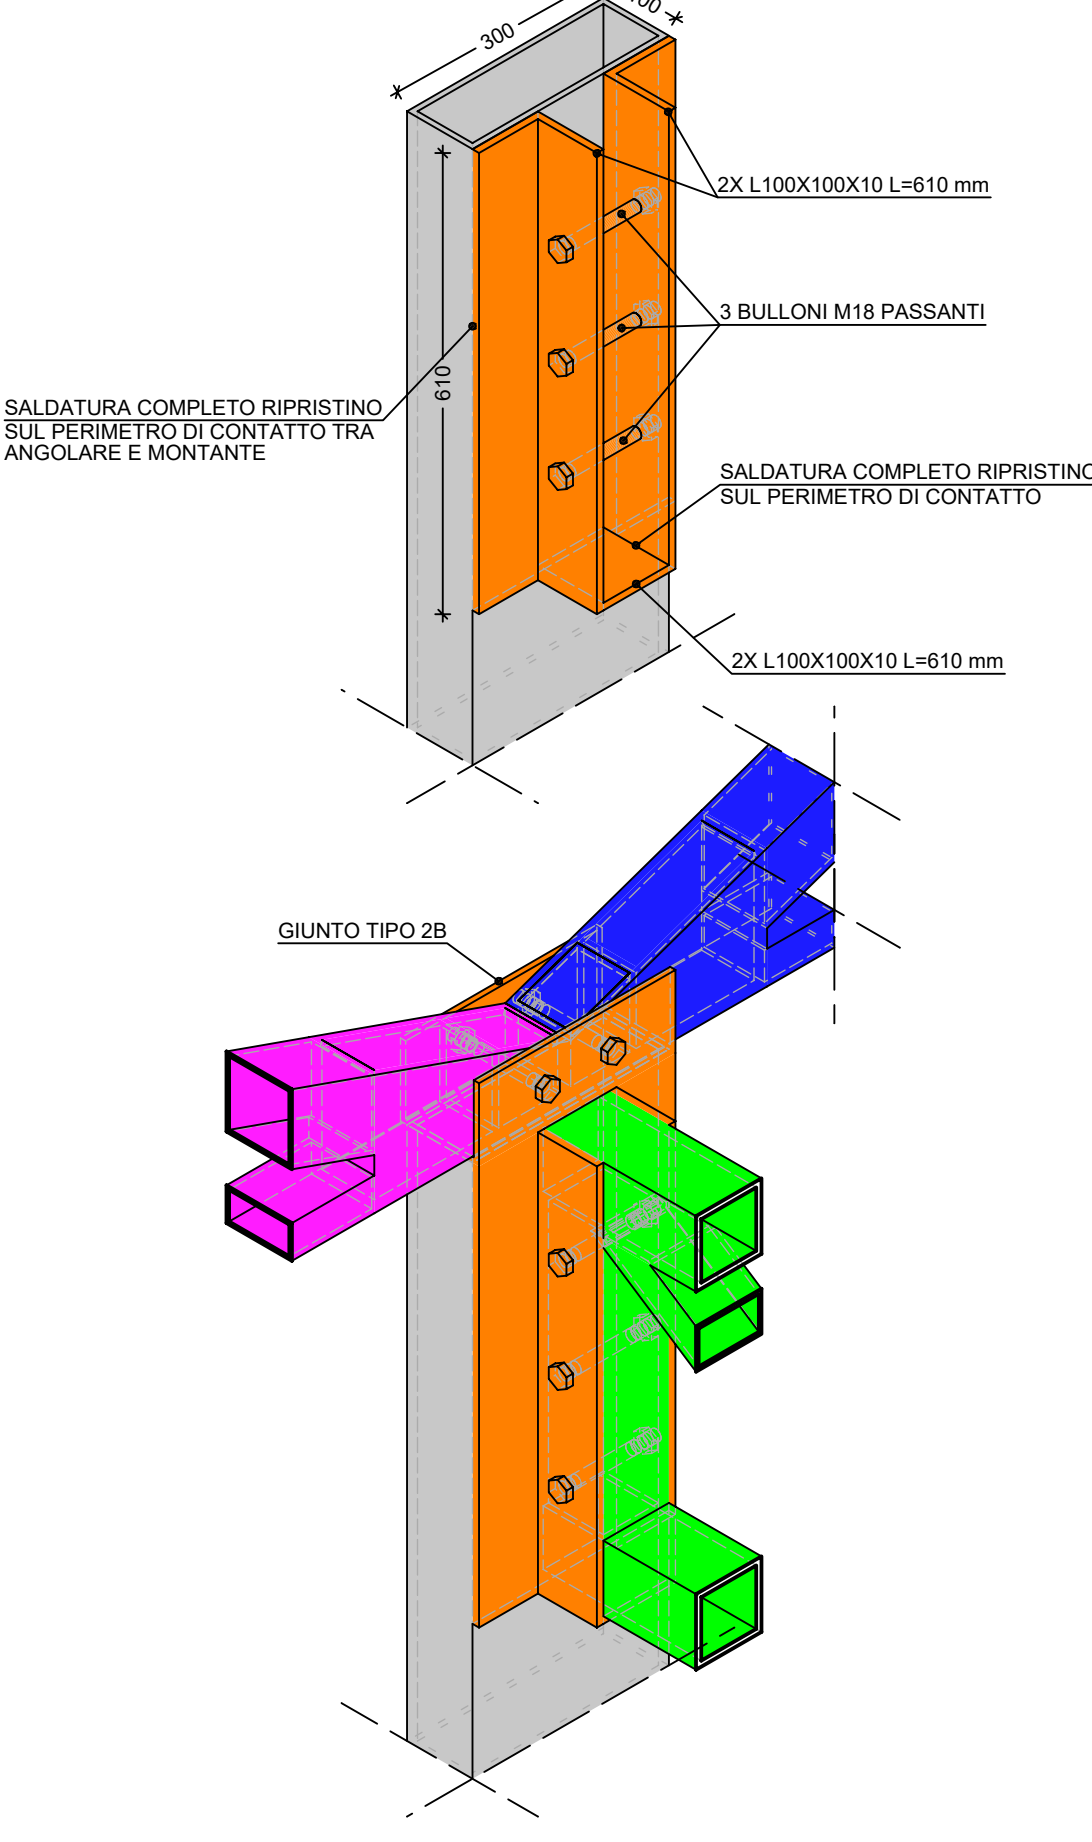 300
2X L100X100X10 L=610 mm
3 BULLONI M18 PASSANTI
610
SALDATURA COMPLETO RIPRISTINO
SUL PERIMETRO DI CONTATTO TRA
ANGOLARE E MONTANTE
SALDATURA COMPLETO RIPRISTINO
SUL PERIMETRO DI CONTATTO
2X L100X100X10 L=610 mm
GIUNTO TIPO 2B